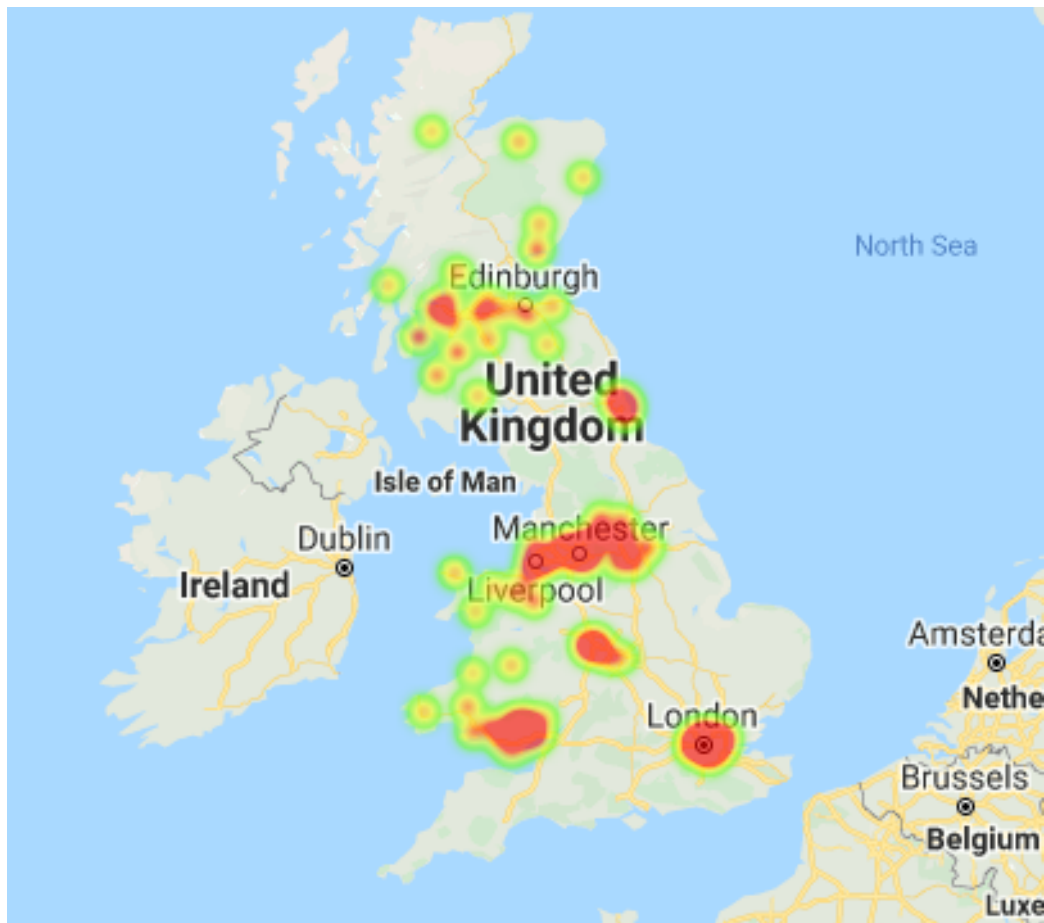 North Sea
Edinburgh
United
Kingdom
Isle of Man
Manchester
Dublin
Ireland
Liverpool
Amsterda
Nethe
London
Brussels
Belgium
Luxe